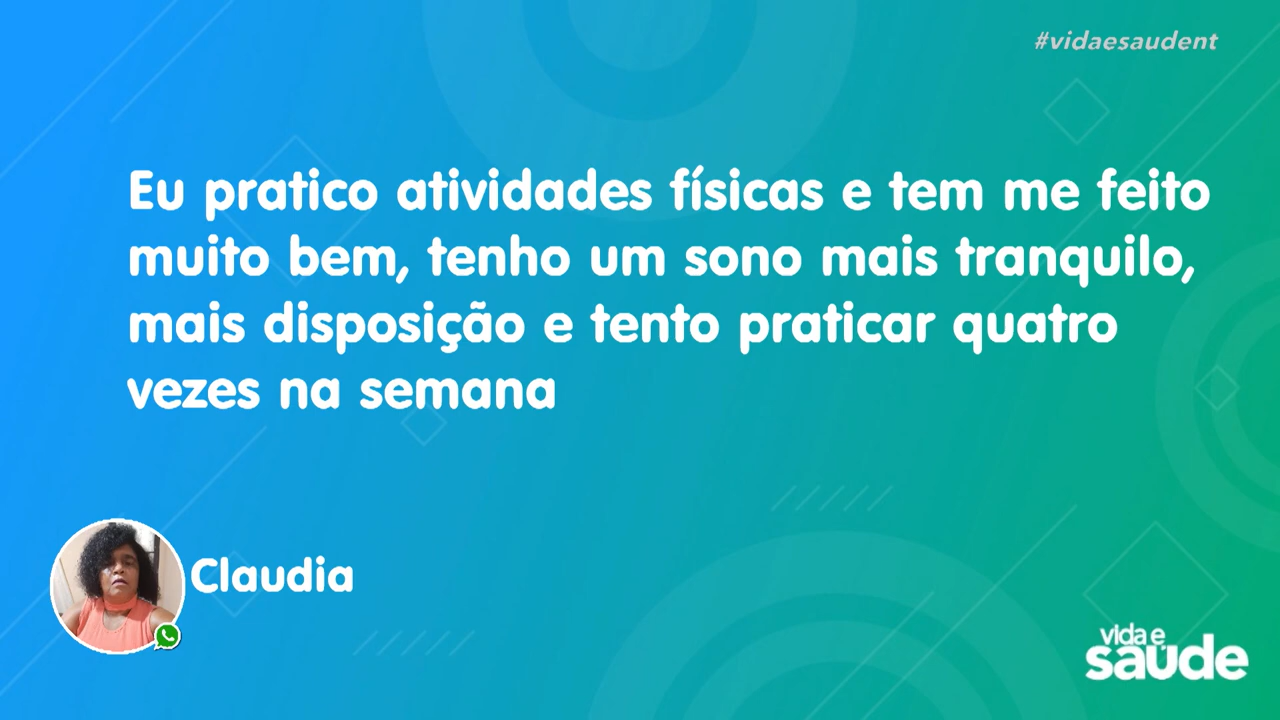 #vidaesaudent
Eu pratico atividades físicas e tem me feito
muito bem, tenho um sono mais tranquilo,
mais disposição e tento praticar quatro
vezes na semana
Claudia
vida e
saúde